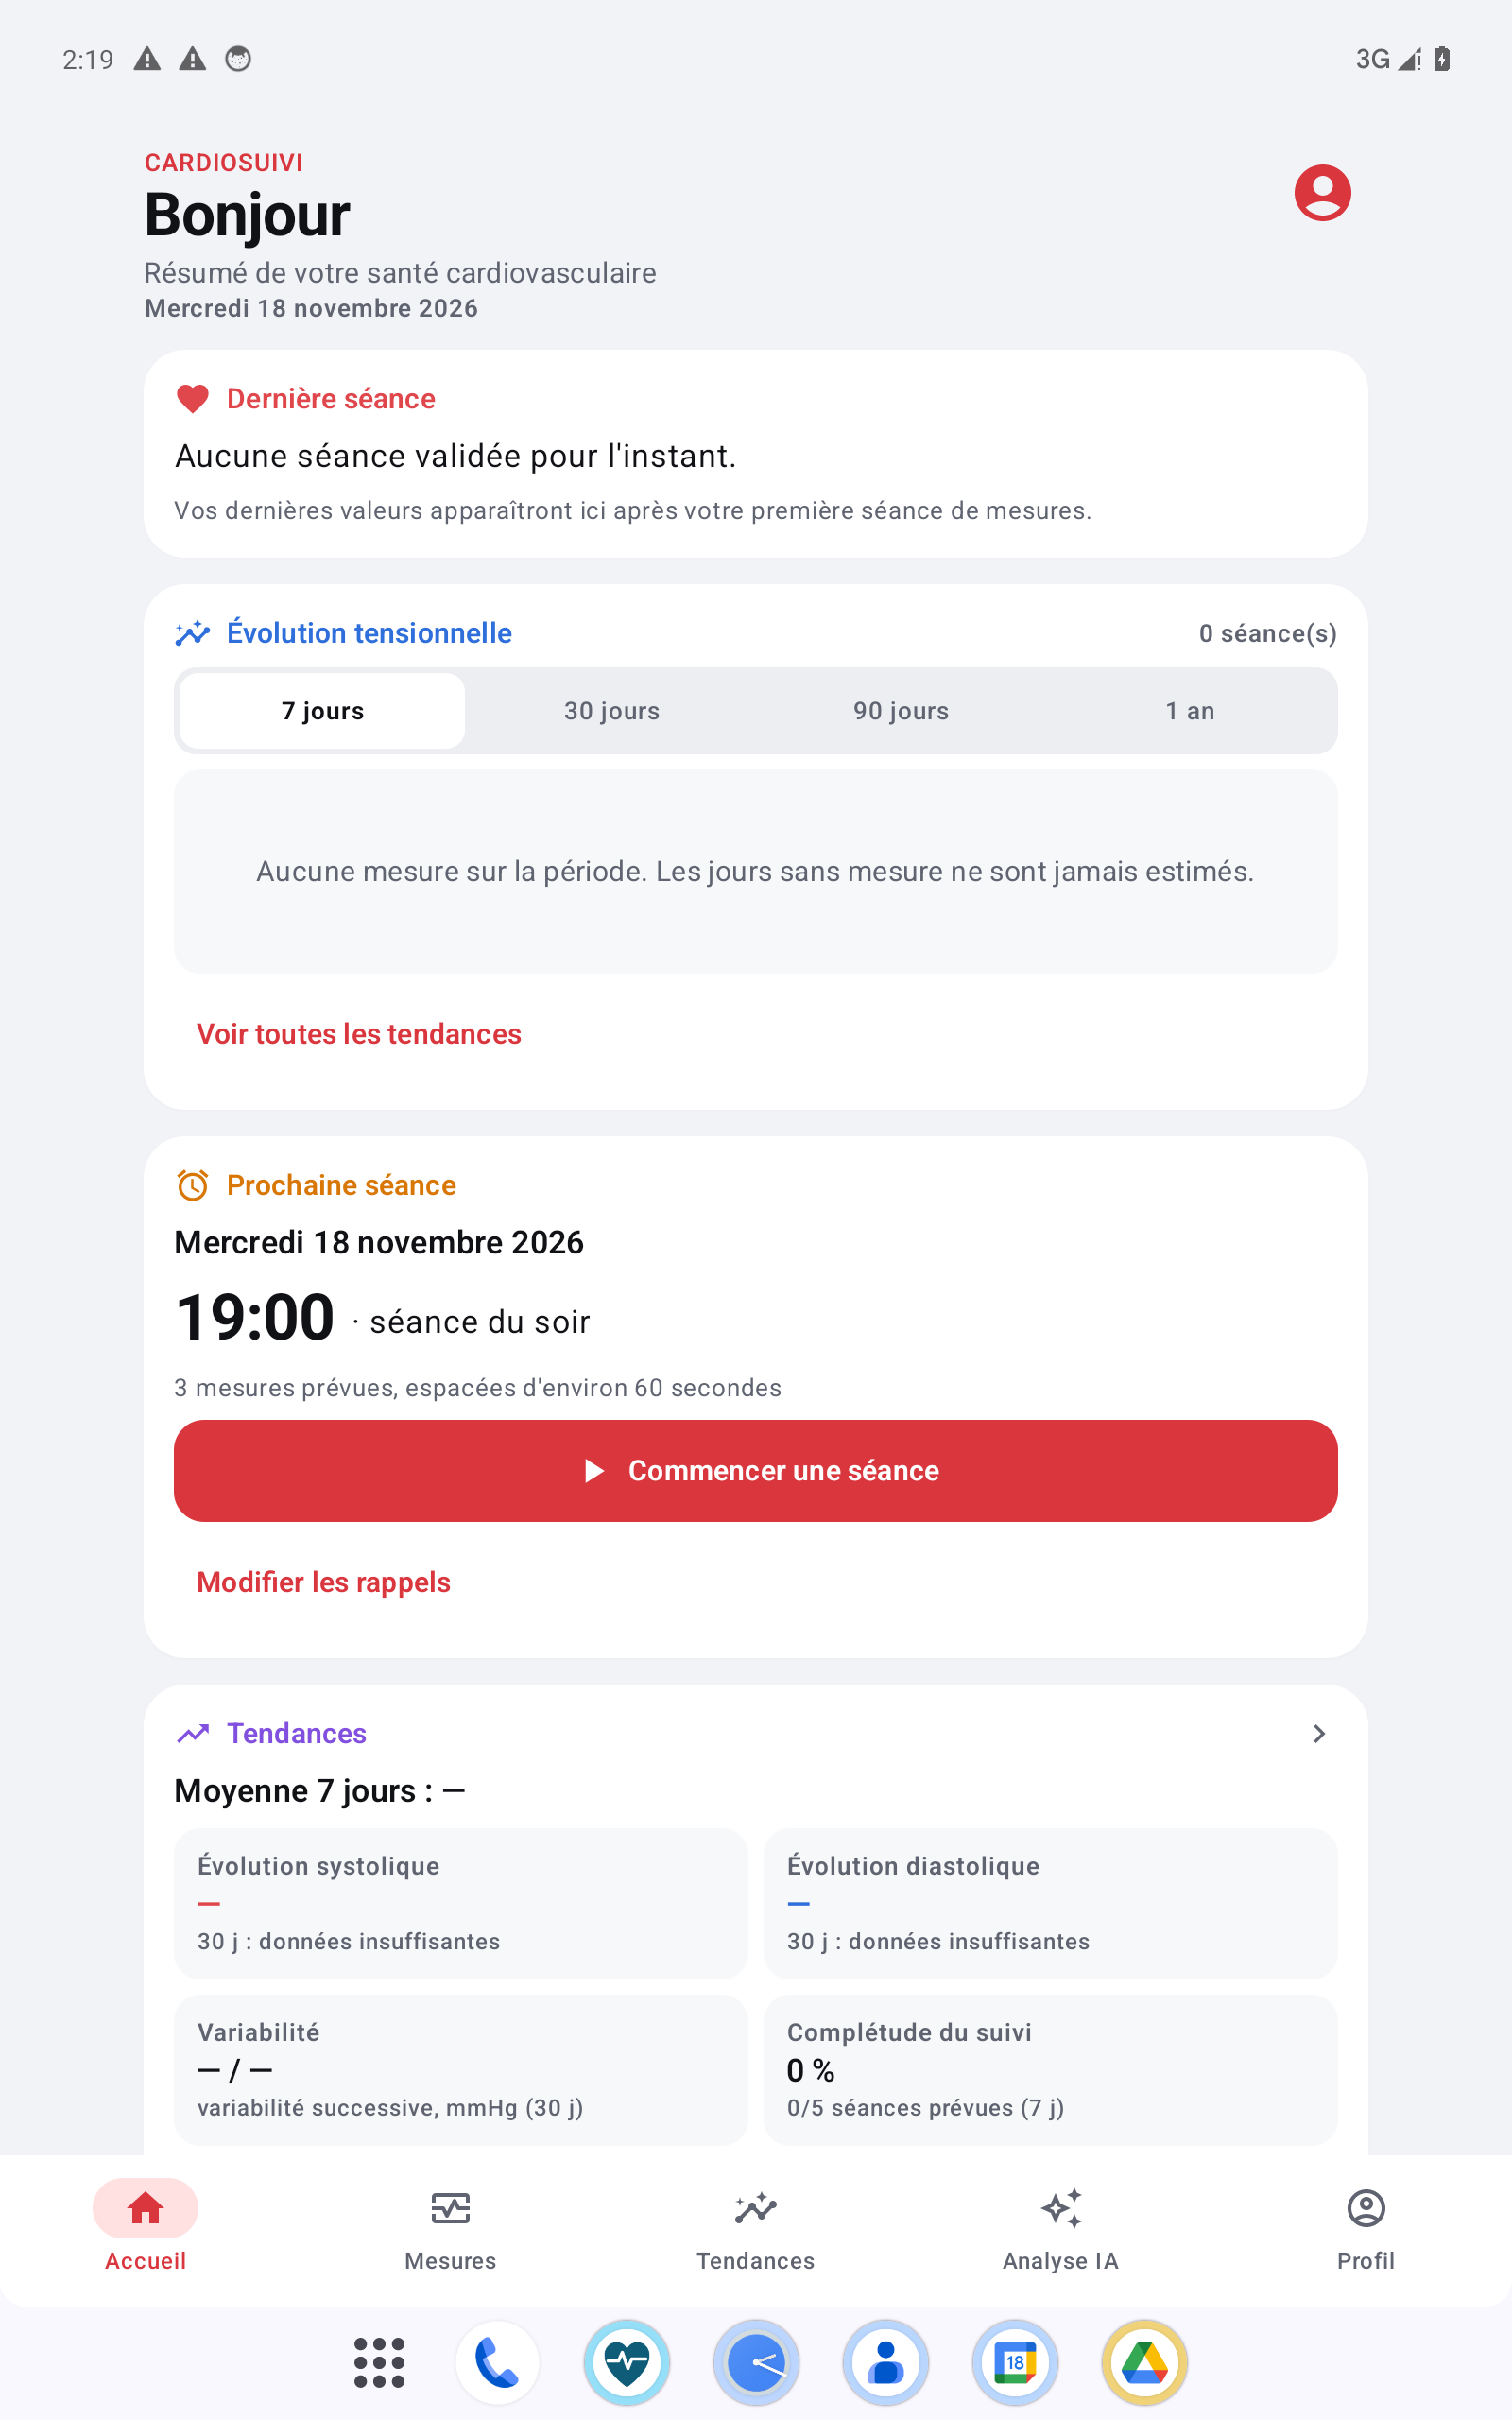 2:19
3G
CARDIOSUIVI
Bonjour
Résumé de votre santé cardiovasculaire
Mercredi 18 novembre 2026
Dernière séance
Aucune séance validée pour l'instant.
Vos dernières valeurs apparaîtront ici après votre première séance de mesures.
Évolution tensionnelle
0 séance(s)
7 jours
30 jours
90 jours
1 an
Aucune mesure sur la période. Les jours sans mesure ne sont jamais estimés.
Voir toutes les tendances
Prochaine séance
Mercredi 18 novembre 2026
19:00 · séance du soir
3 mesures prévues, espacées d'environ 60 secondes
Commencer une séance
Modifier les rappels
Tendances
Moyenne 7 jours : —
Évolution systolique
—
30 j : données insuffisantes
Évolution diastolique
—
30 j : données insuffisantes
Variabilité
— / —
variabilité successive, mmHg (30 j)
Complétude du suivi
0 %
0/5 séances prévues (7 j)
Accueil
Mesures
Tendances
Analyse IA
Profil
18